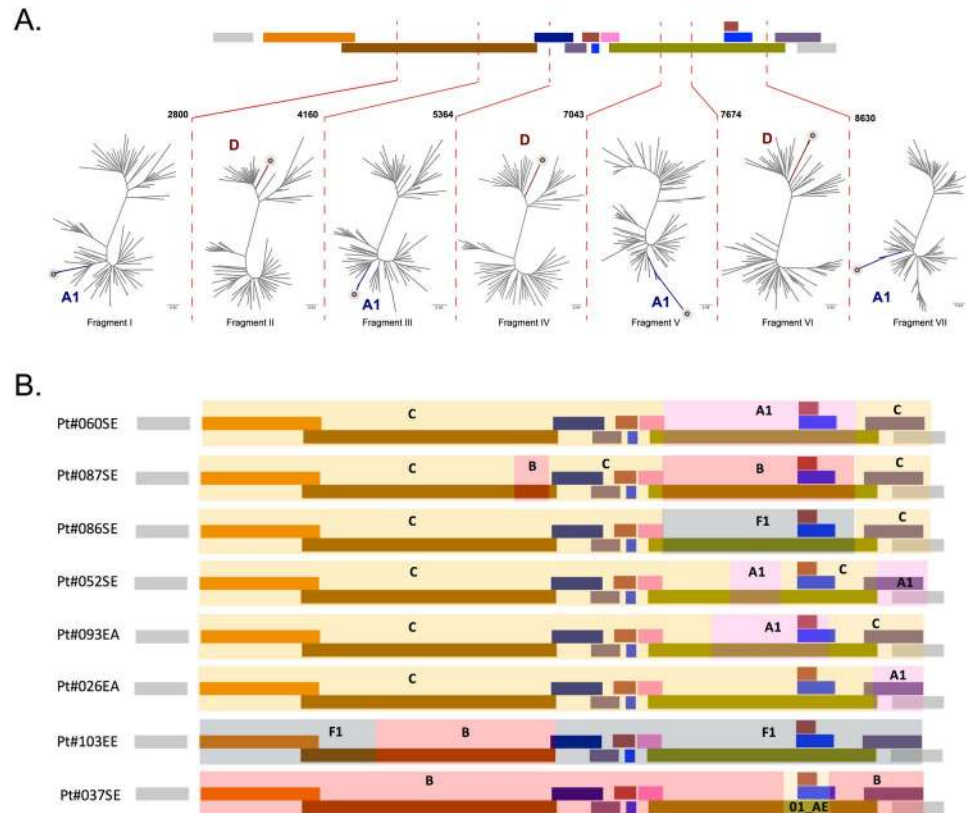 A.
2800 4160 5364 7043 7674 8630
D D D
A1 A1 A1 A1
Fragment I Fragment II Fragment III Fragment IV Fragment V Fragment VI Fragment VII
B.
Pt#060SE C A1 C
Pt#087SE C B C B C
Pt#086SE C F1 C
Pt#052SE C A1 C A1
Pt#093EA C A1 C
Pt#026EA C A1
Pt#103EE F1 B F1
Pt#037SE B B
01_AE